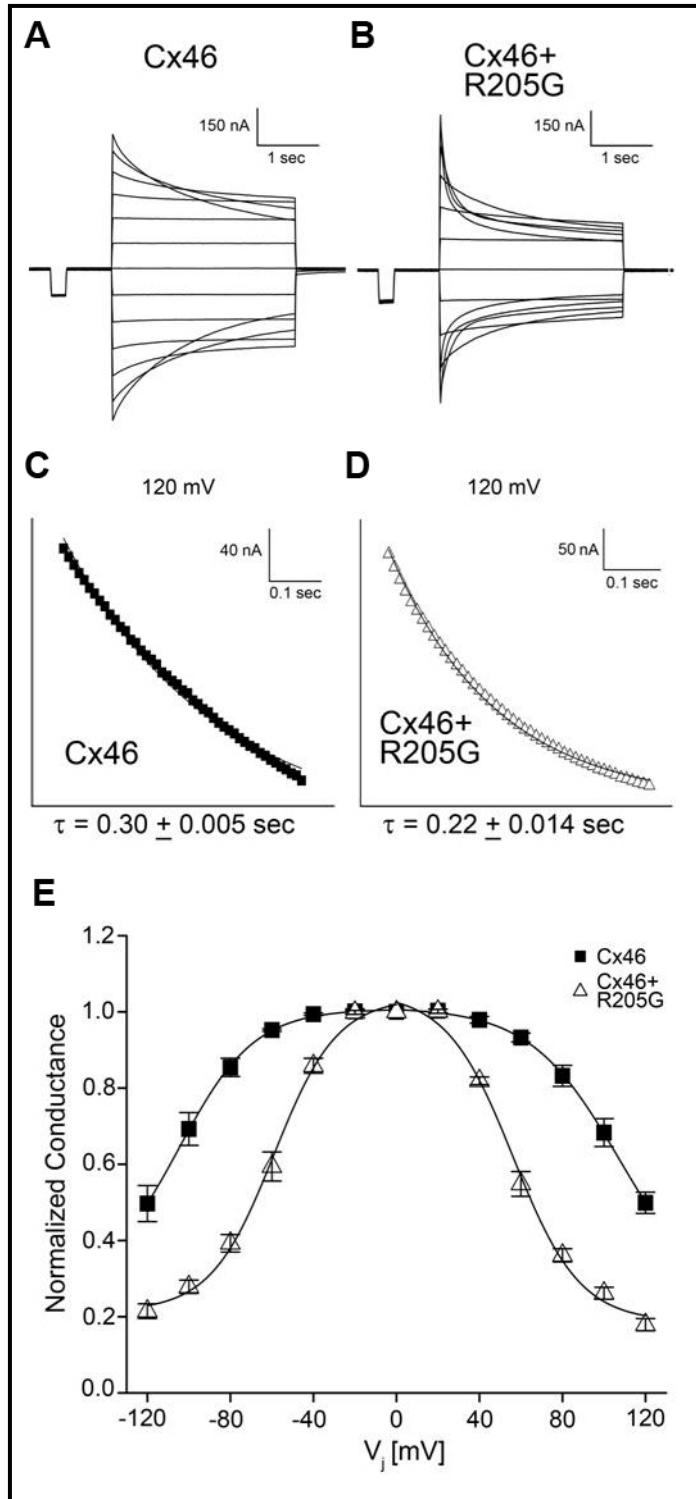 A
Cx46
150 nA
1 sec
B
Cx46+
R205G
150 nA
1 sec
C
120 mV
40 nA
0.1 sec
Cx46
τ = 0.30 ± 0.005 sec
D
120 mV
50 nA
0.1 sec
Cx46+
R205G
τ = 0.22 ± 0.014 sec
E
Normalized Conductance
1.2
1.0
0.8
0.6
0.4
0.2
0.0
Cx46
Cx46+
R205G
-120 -80 -40 0 40 80 120
Vj [mV]